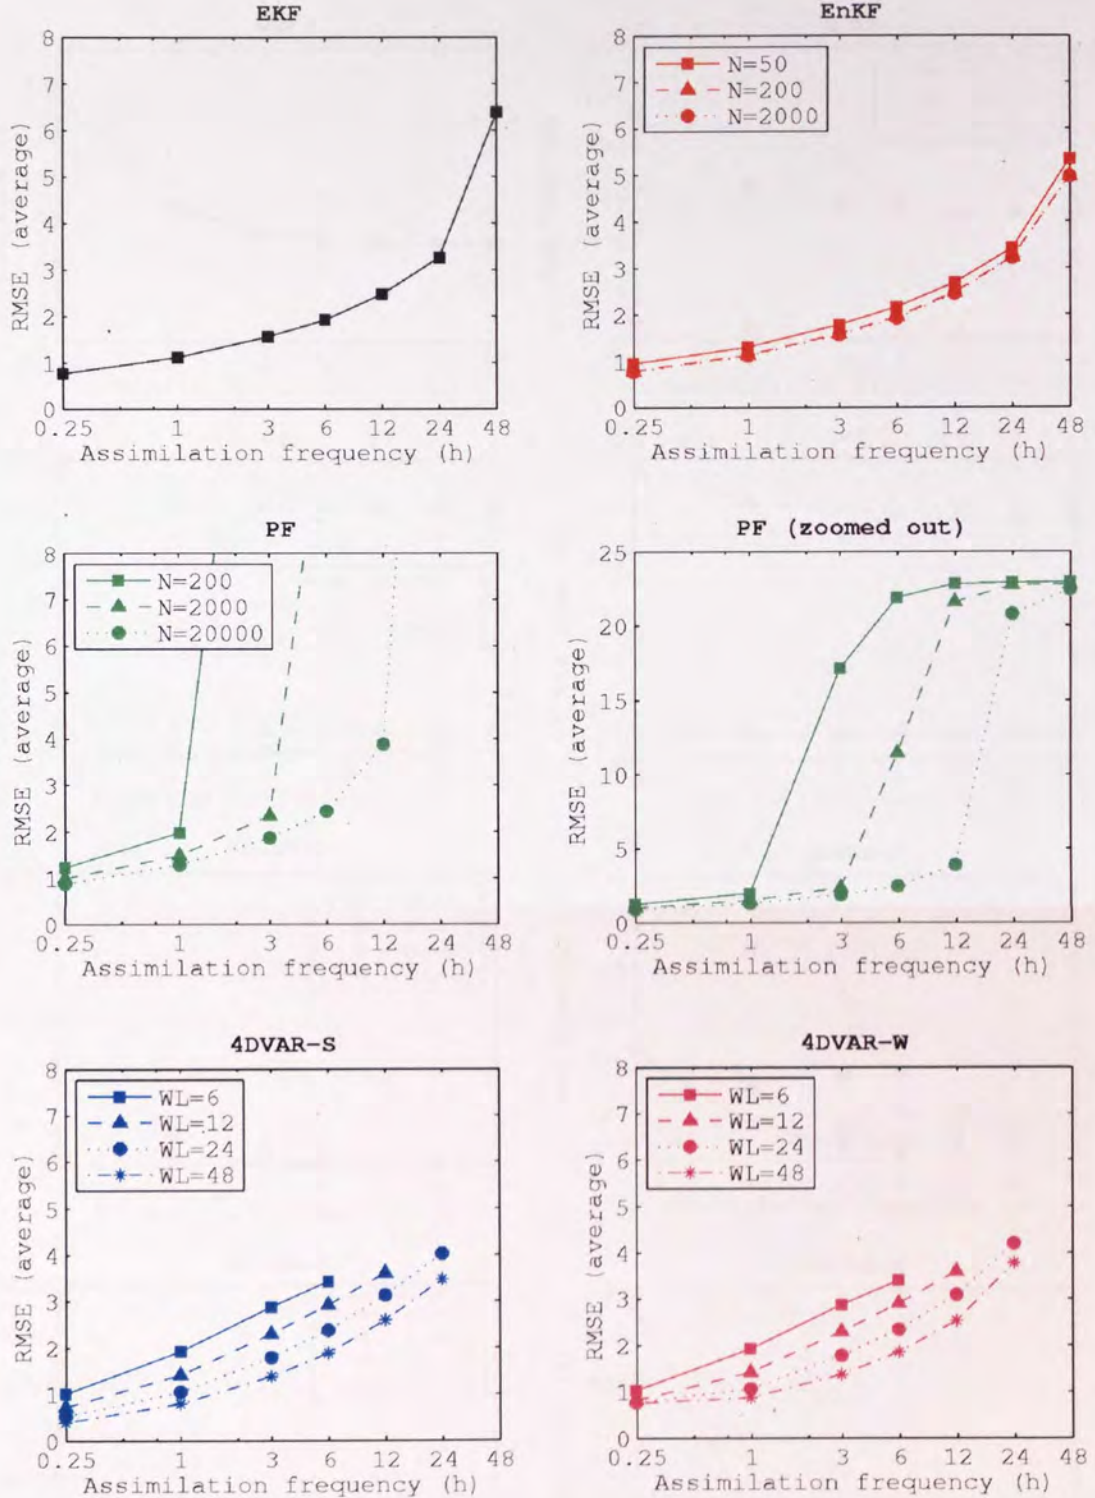 EKF
8
7
6
5
4
3
2
1
0
RMSE (average)
0.25 1 3 6 12 24 48
Assimilation frequency (h)
EnKF
8
7
6
5
4
3
2
1
0
RMSE (average)
N=50
N=200
N=2000
0.25 1 3 6 12 24 48
Assimilation frequency (h)
PF
8
7
6
5
4
3
2
1
0
RMSE (average)
N=200
N=2000
N=20000
0.25 1 3 6 12 24 48
Assimilation frequency (h)
PF (zoomed out)
25
20
15
10
5
0
RMSE (average)
0.25 1 3 6 12 24 48
Assimilation frequency (h)
4DVAR-S
8
7
6
5
4
3
2
1
0
RMSE (average)
WL=6
WL=12
WL=24
WL=48
0.25 1 3 6 12 24 48
Assimilation frequency (h)
4DVAR-W
8
7
6
5
4
3
2
1
0
RMSE (average)
WL=6
WL=12
WL=24
WL=48
0.25 1 3 6 12 24 48
Assimilation frequency (h)